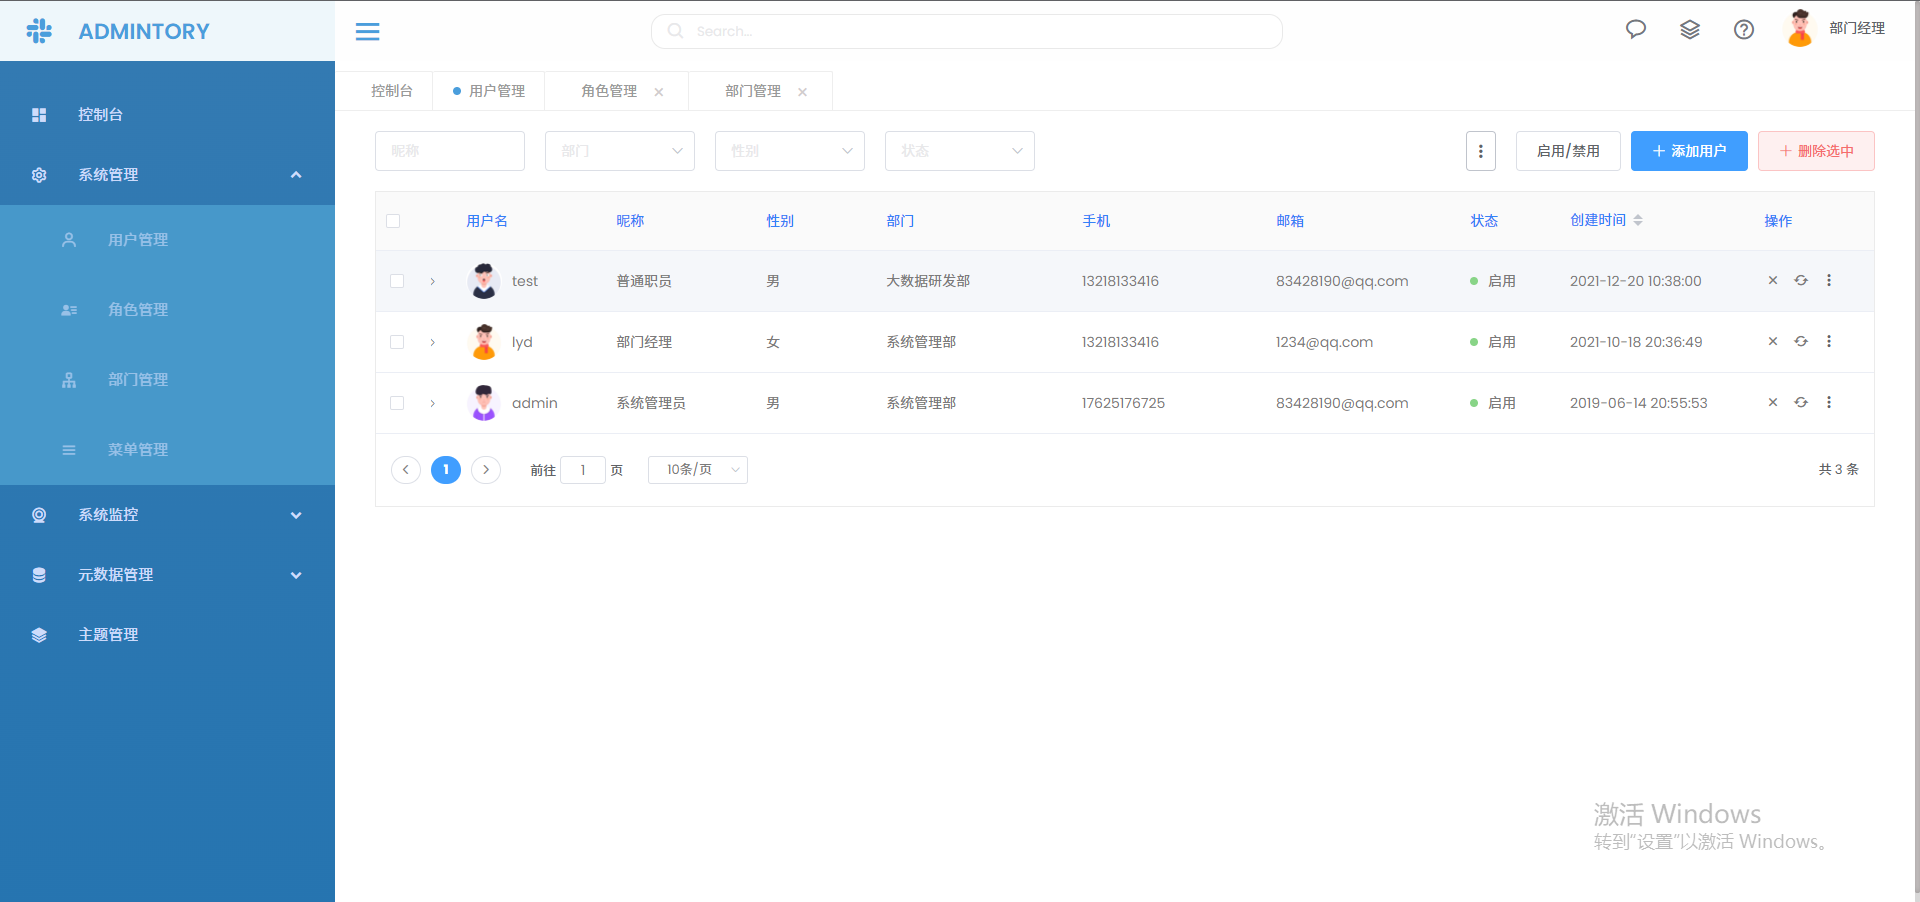 ADMINTORY
Search...
部门经理
控制台
系统管理
用户管理
角色管理
部门管理
菜单管理
系统监控
元数据管理
主题管理
控制台 用户管理 角色管理 部门管理
昵称 部门 性别 状态 启用/禁用 添加用户 删除选中
用户名 昵称 性别 部门 手机 邮箱 状态 创建时间 操作
test 普通职员 男 大数据研发部 13218133416 83428190@qq.com 启用 2021-12-20 10:38:00
lyd 部门经理 女 系统管理部 13218133416 1234@qq.com 启用 2021-10-18 20:36:49
admin 系统管理员 男 系统管理部 17625176725 83428190@qq.com 启用 2019-06-14 20:55:53
1 前往 1 页 10条/页 共 3 条
激活 Windows
转到“设置”以激活 Windows。